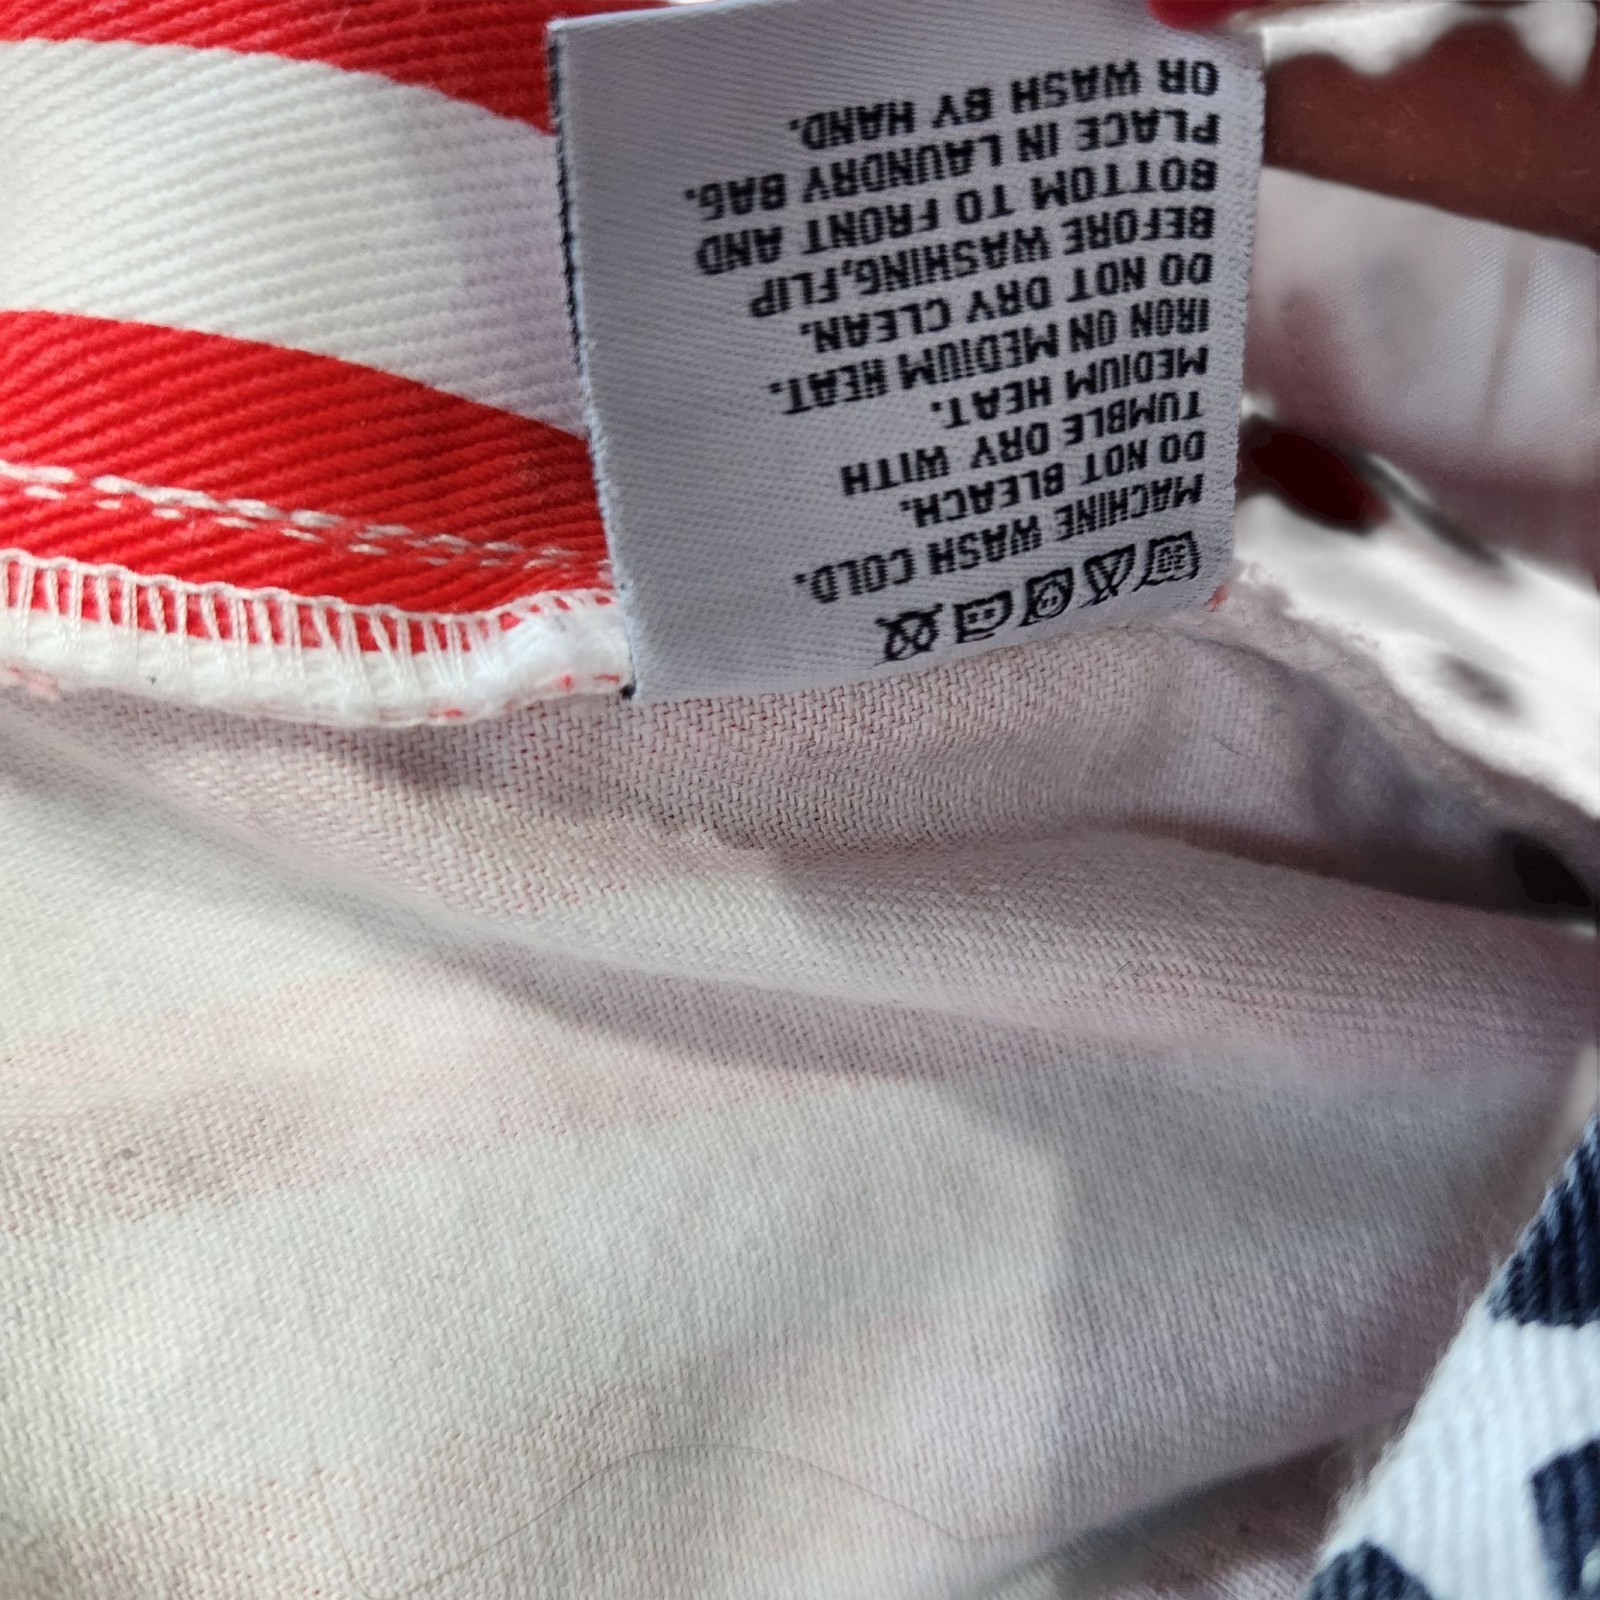 MACHINE WASH COLD.
DO NOT BLEACH.
TUMBLE DRY WITH
MEDIUM HEAT.
IRON ON MEDIUM HEAT.
DO NOT DRY CLEAN.
BEFORE WASHING,FLIP
BOTTOM TO FRONT AND
PLACE IN LAUNDRY BAG.
OR WASH BY HAND.